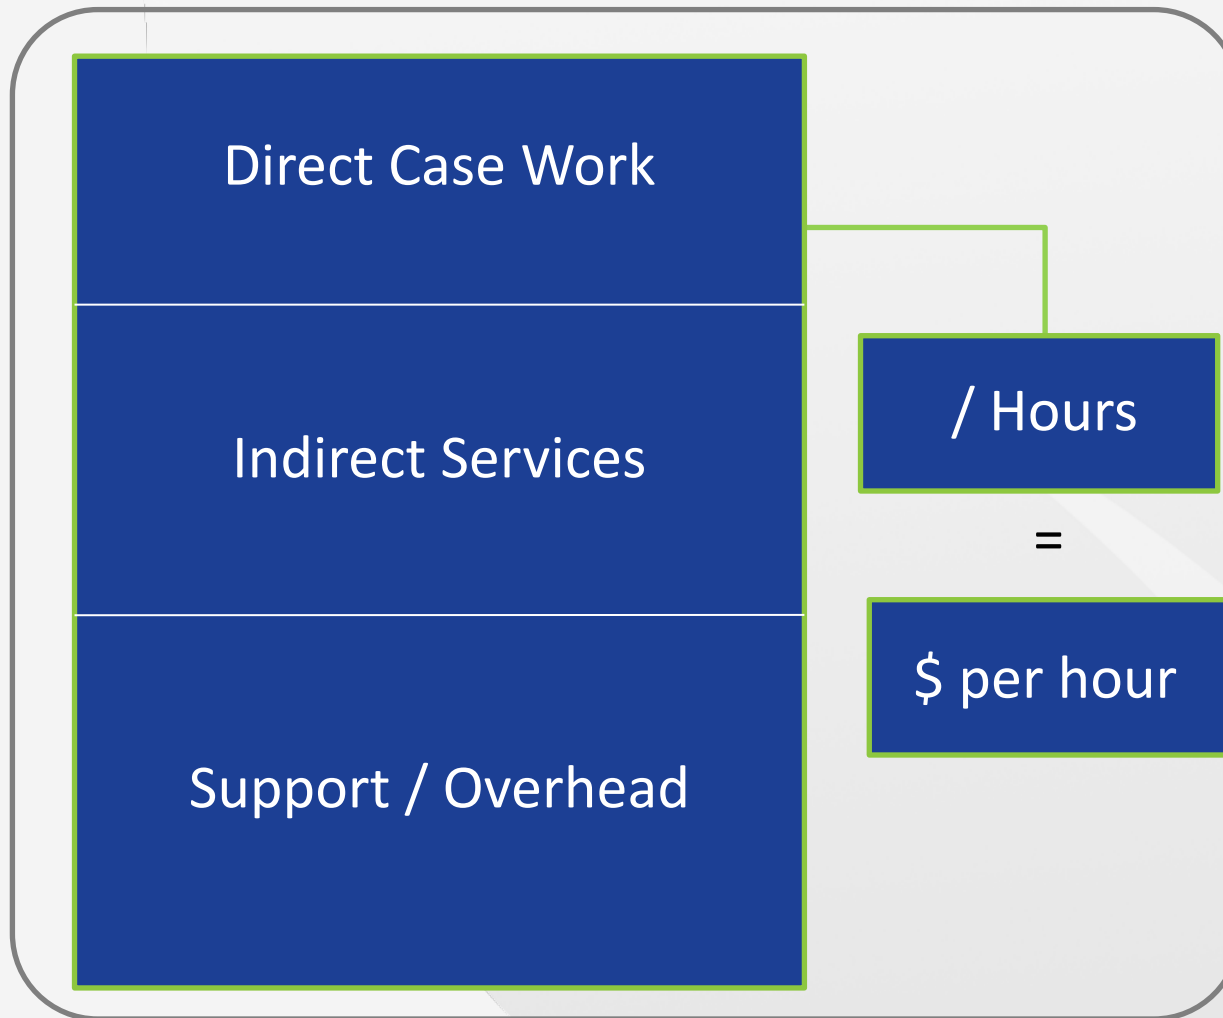 Direct Case Work
Indirect Services
Support / Overhead
/ Hours
=
$ per hour